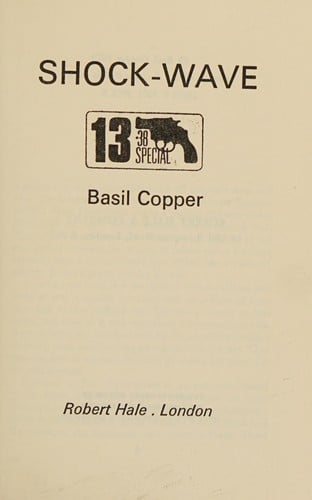 SHOCK-WAVE
13 .38
SPECIAL
Basil Copper
Robert Hale . London